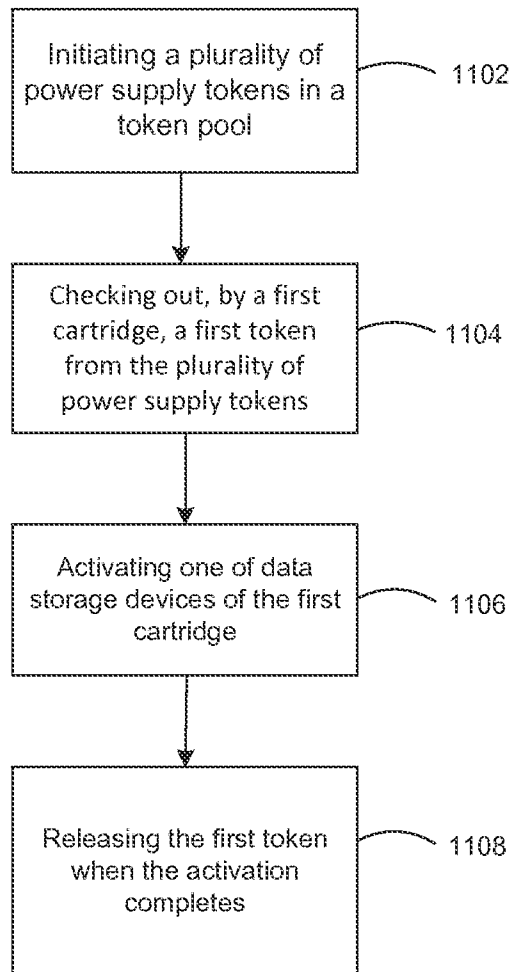 Initiating a plurality of
power supply tokens in a
token pool
1102
Checking out, by a first
cartridge, a first token
from the plurality of
power supply tokens
1104
Activating one of data
storage devices of the first
cartridge
1106
Releasing the first token
when the activation
completes
1108